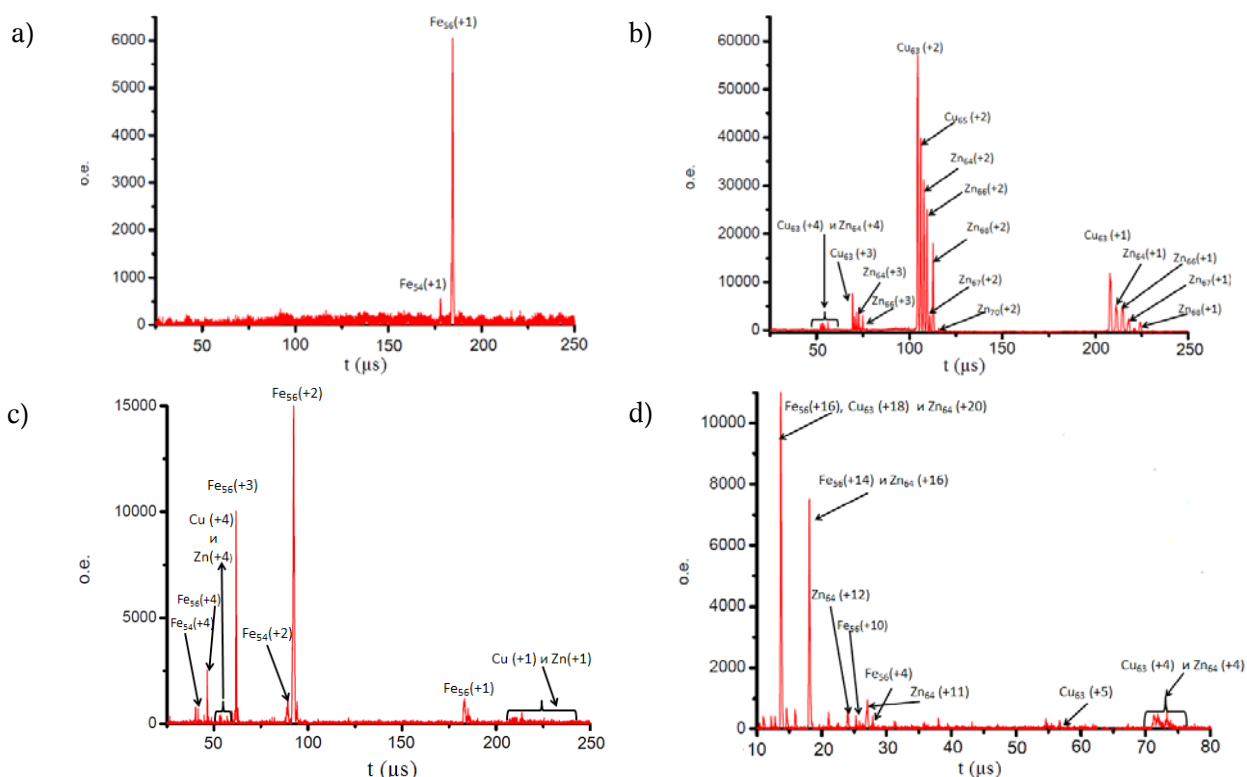 a)
Fe₅₆(+1)
Fe₅₄(+1)
6000
5000
4000
3000
2000
1000
0
o.e.
50 100 150 200 250
t (µs)
b)
Cu₆₃ (+2)
Cu₆₅ (+2)
Zn₆₄(+2)
Zn₆₆(+2)
Cu₆₃ (+4) и Zn₆₄ (+4)
Cu₆₃ (+3)
Zn₆₄(+3)
Zn₆₆(+3)
Zn₆₈(+2)
Zn₆₇(+2)
Zn₇₀(+2)
Cu₆₃ (+1)
Zn₆₄(+1)
Zn₆₆(+1)
Zn₆₇(+1)
Zn₆₈(+1)
60000
50000
40000
30000
20000
10000
0
o.e.
50 100 150 200 250
t (µs)
c)
Fe₅₆(+2)
Fe₅₆(+3)
Cu (+4)
и
Zn(+4)
Fe₅₆(+4)
Fe₅₄(+4)
Fe₅₄(+2)
Fe₅₆(+1)
Cu (+1) и Zn(+1)
15000
10000
5000
0
o.e.
50 100 150 200 250
t (µs)
d)
Fe₅₆(+16), Cu₆₃ (+18) и Zn₆₄ (+20)
Fe₅₆(+14) и Zn₆₄ (+16)
Zn₆₄ (+12)
Fe₅₆(+10)
Fe₅₆(+4)
Zn₆₄ (+11)
Cu₆₃ (+5)
Cu₆₃ (+4) и Zn₆₄ (+4)
10000
8000
6000
4000
2000
0
o.e.
10 20 30 40 50 60 70 80
t (µs)